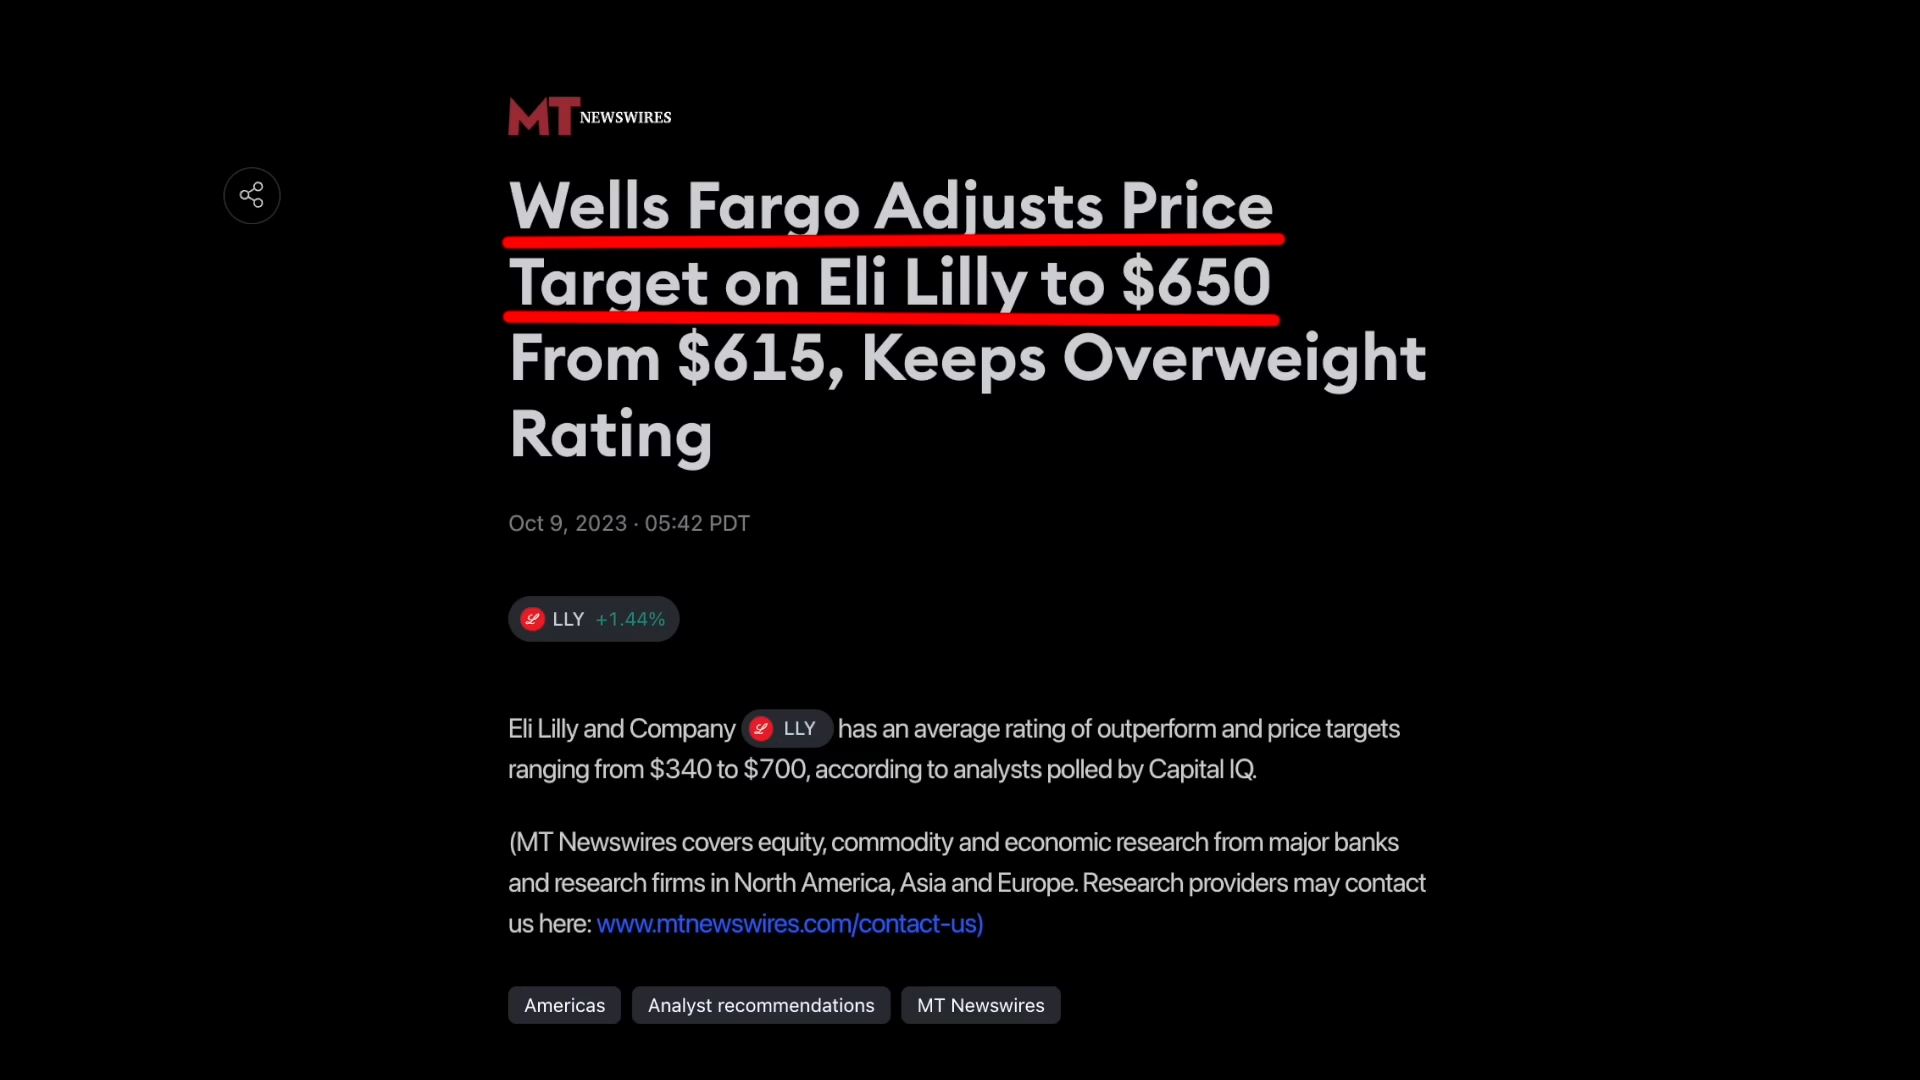 MT NEWSWIRES
Wells Fargo Adjusts Price
Target on Eli Lilly to $650
From $615, Keeps Overweight
Rating
Oct 9, 2023 · 05:42 PDT
LLY +1.44%
Eli Lilly and Company LLY has an average rating of outperform and price targets
ranging from $340 to $700, according to analysts polled by Capital IQ.
(MT Newswires covers equity, commodity and economic research from major banks
and research firms in North America, Asia and Europe. Research providers may contact
us here: www.mtnewswires.com/contact-us)
Americas Analyst recommendations MT Newswires